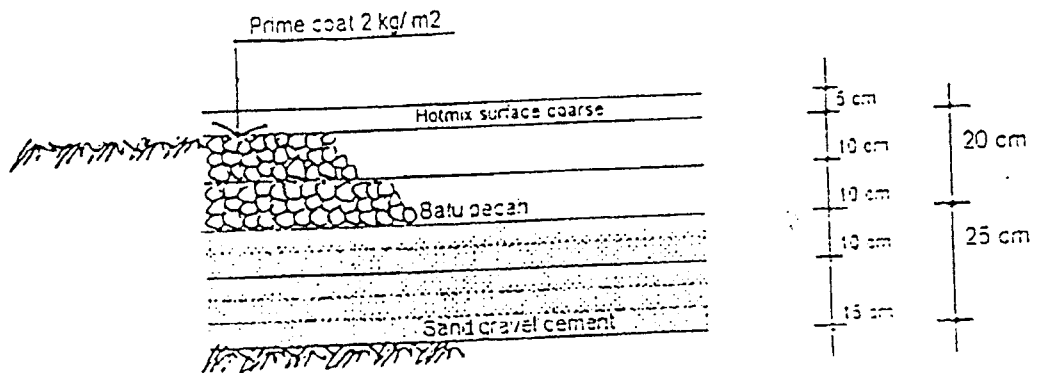 Prime coat 2 kg/m2
Hotmix surface coarse
Batu pecah
Sand gravel cement
5 cm
10 cm
10 cm
10 cm
15 cm
20 cm
25 cm